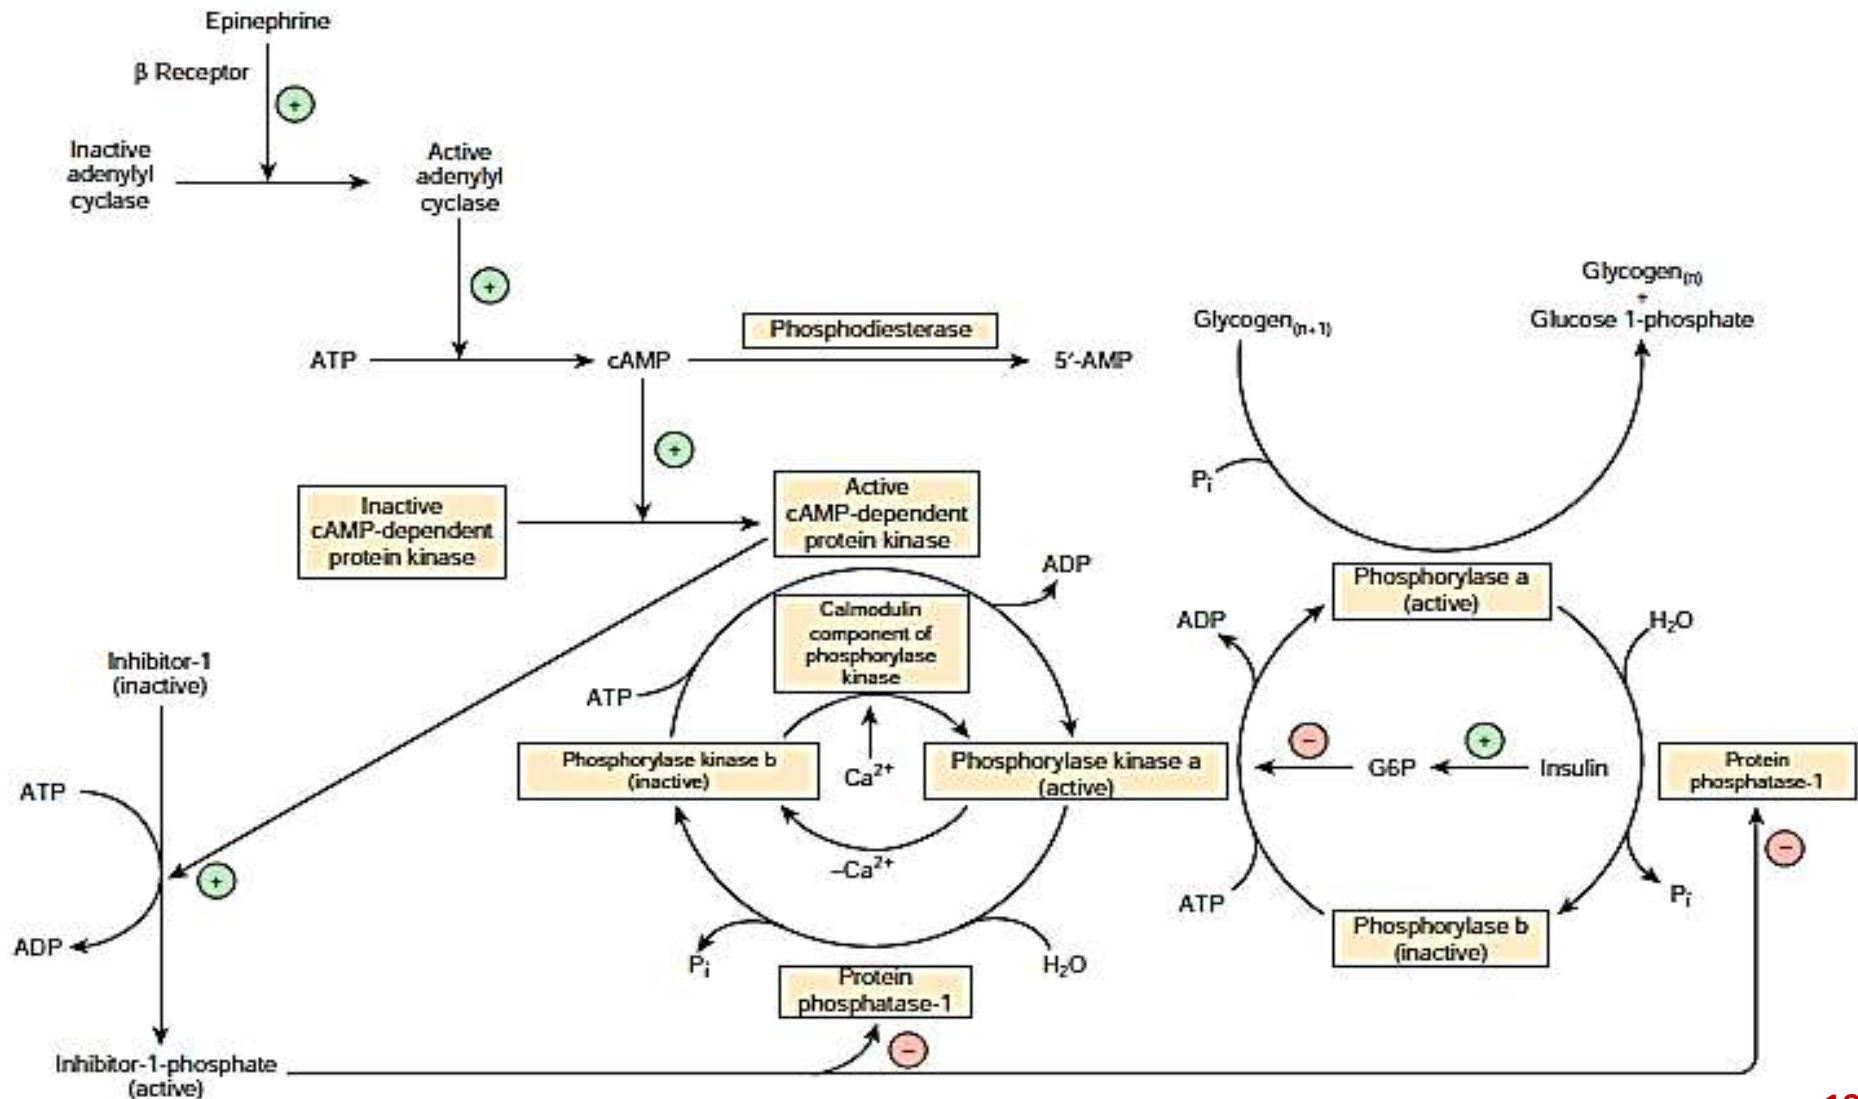 Epinephrine
β Receptor
+
Inactive
adenylyl
cyclase
Active
adenylyl
cyclase
+
ATP
cAMP
Phosphodiesterase
5′-AMP
+
Inactive
cAMP-dependent
protein kinase
Active
cAMP-dependent
protein kinase
Glycogen(n+1)
Glycogen(n)
+
Glucose 1-phosphate
Pi
ADP
Calmodulin
component of
phosphorylase
kinase
ATP
Phosphorylase kinase b
(inactive)
Ca2+
Phosphorylase kinase a
(active)
–Ca2+
Pi
H2O
Protein
phosphatase-1
–
Phosphorylase a
(active)
ADP
H2O
–
G6P
+
Insulin
Protein
phosphatase-1
–
ATP
Pi
Phosphorylase b
(inactive)
Inhibitor-1
(inactive)
ATP
+
ADP
Inhibitor-1-phosphate
(active)